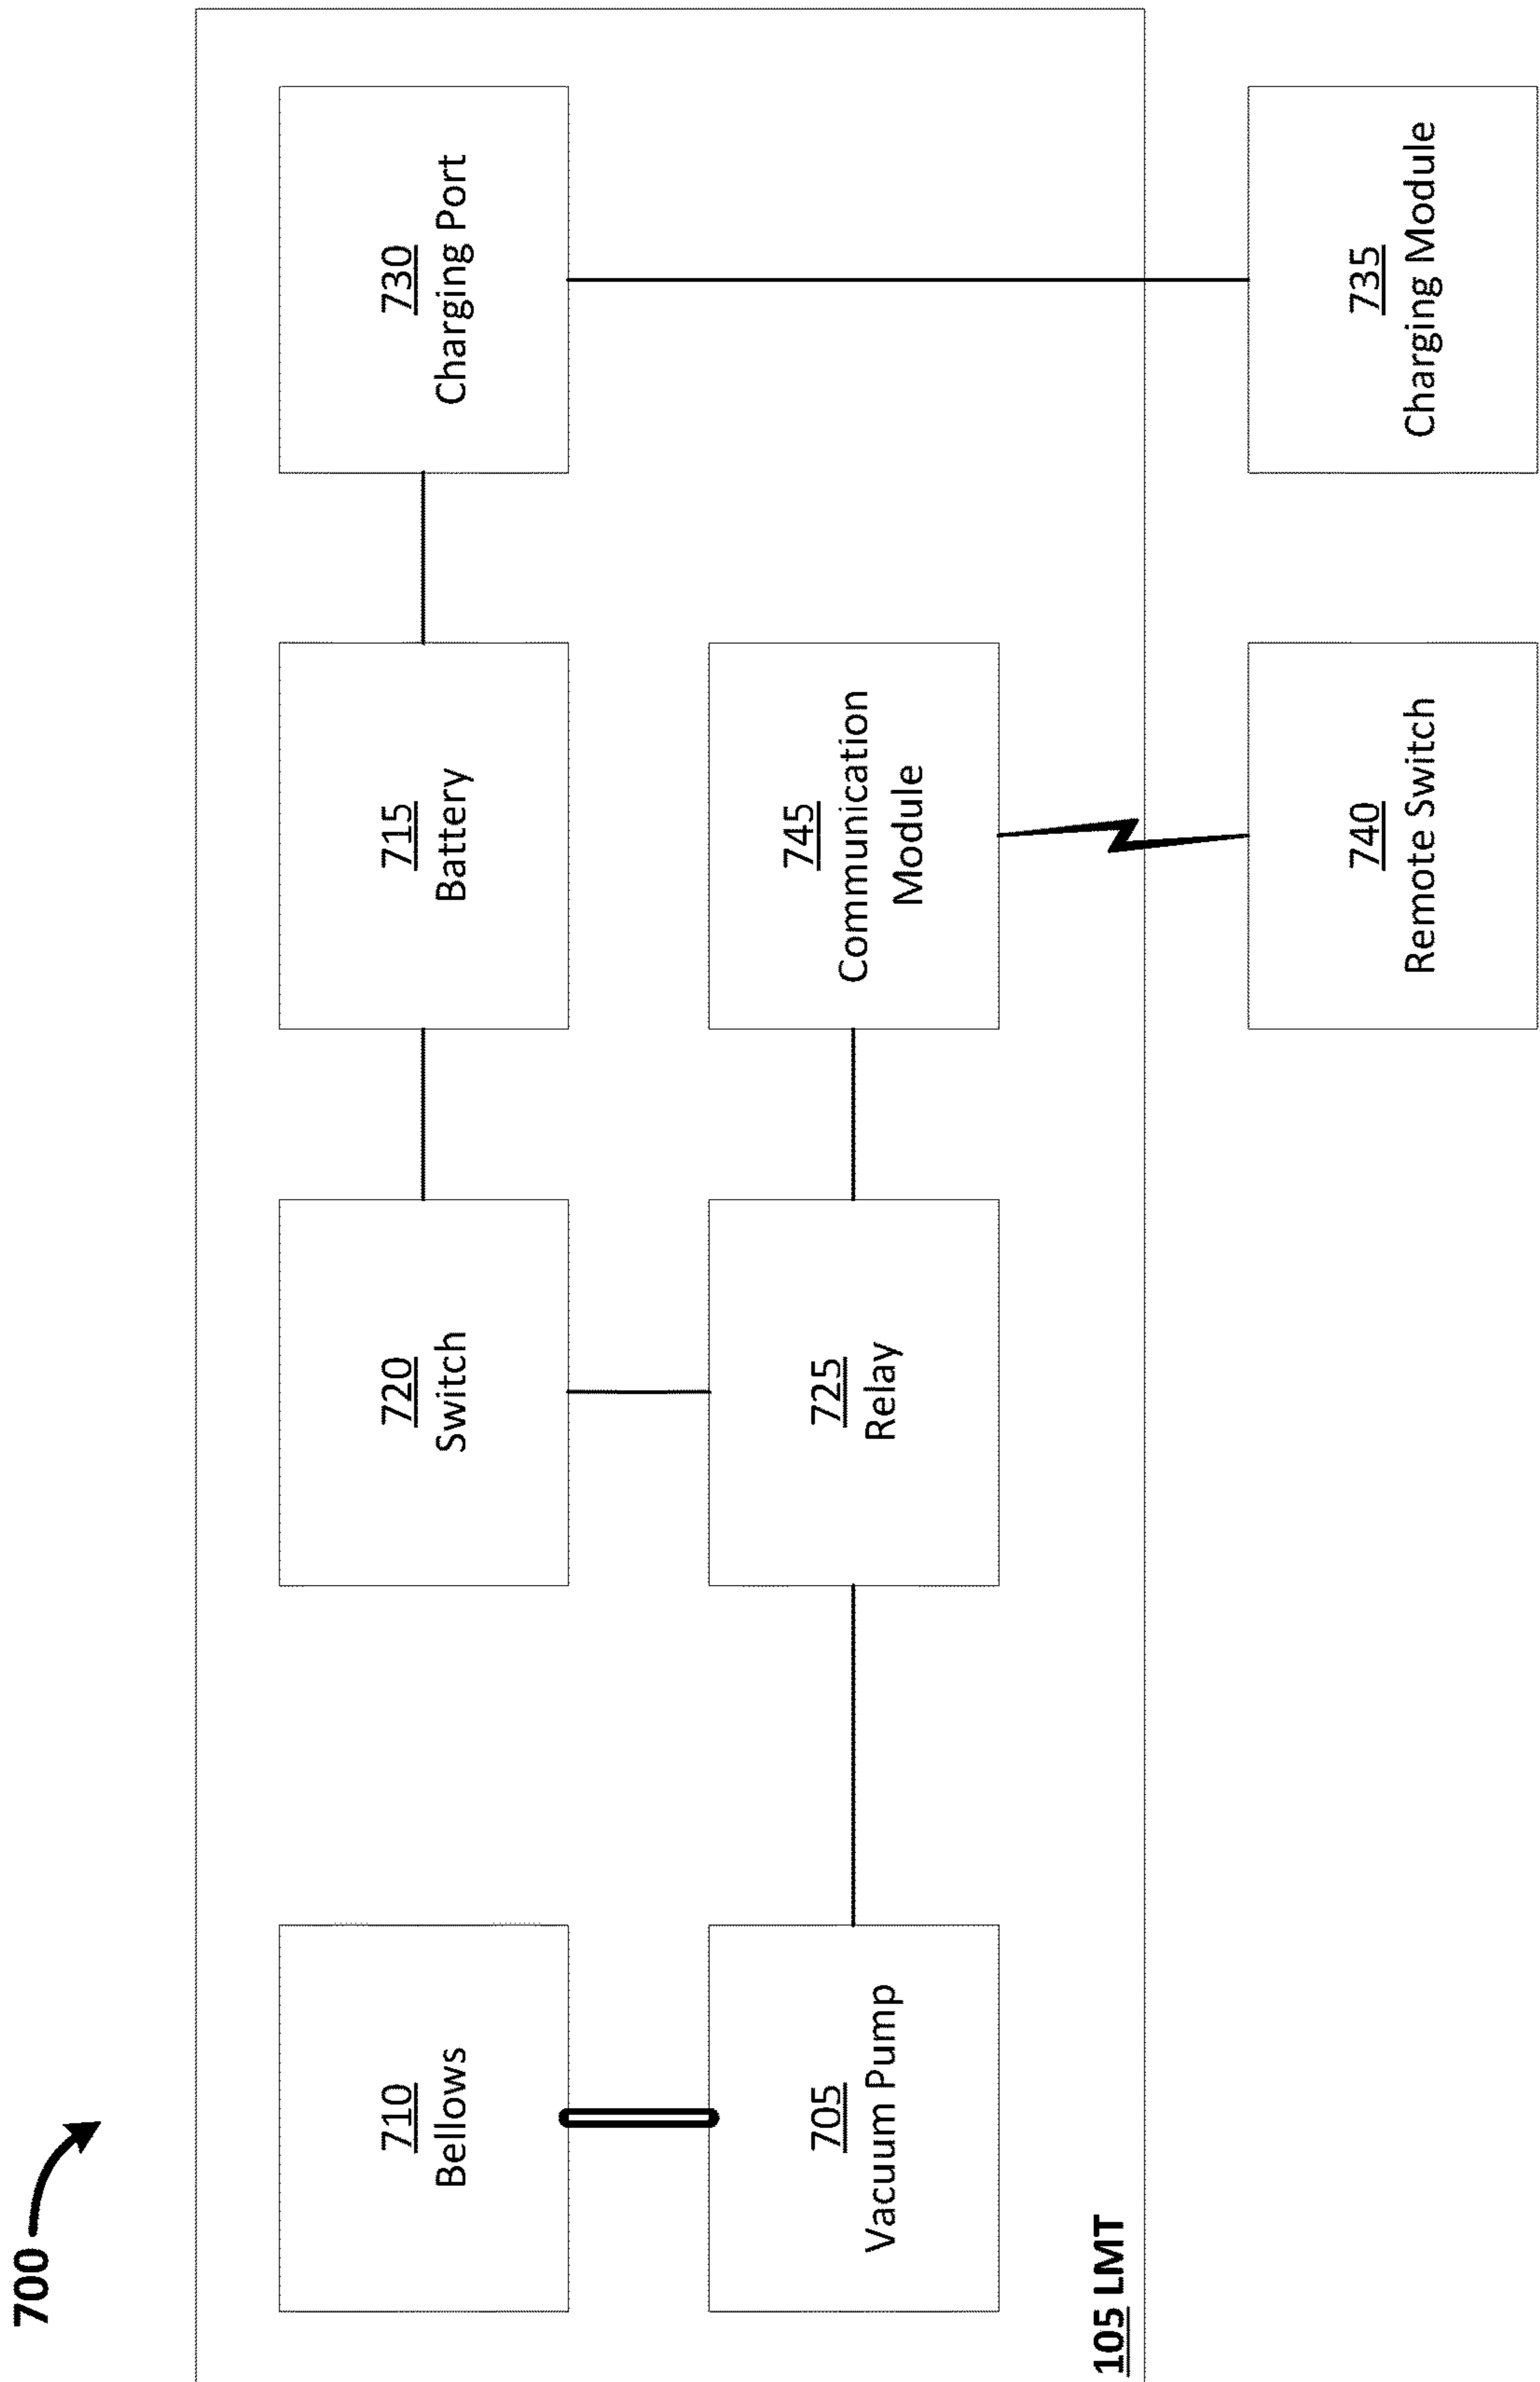 700
710
Bellows
720
Switch
715
Battery
730
Charging Port
705
Vacuum Pump
725
Relay
745
Communication
Module
105 LMT
740
Remote Switch
735
Charging Module